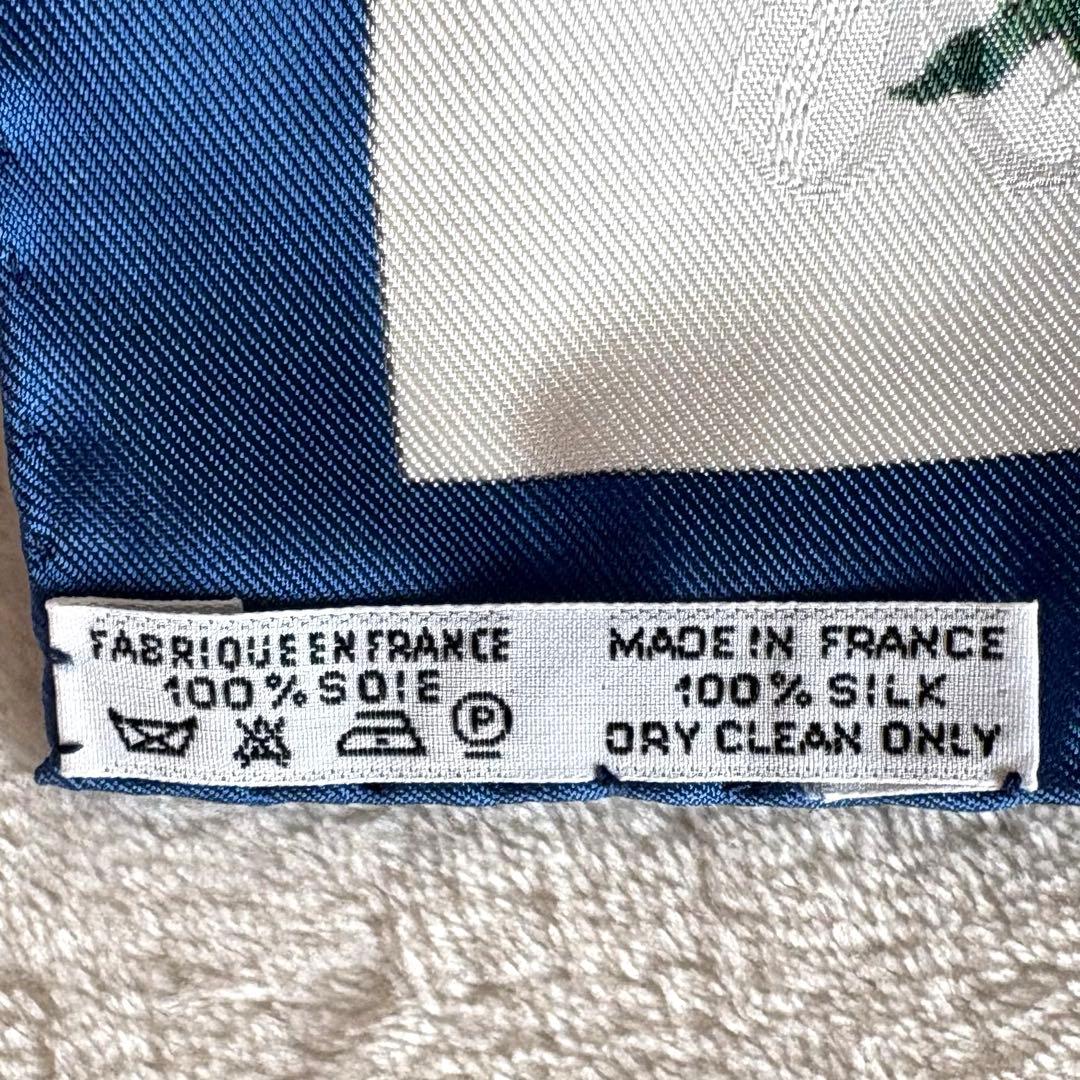 FABRIQUE EN FRANCE
100% SOIE
P
MADE IN FRANCE
100% SILK
DRY CLEAN ONLY